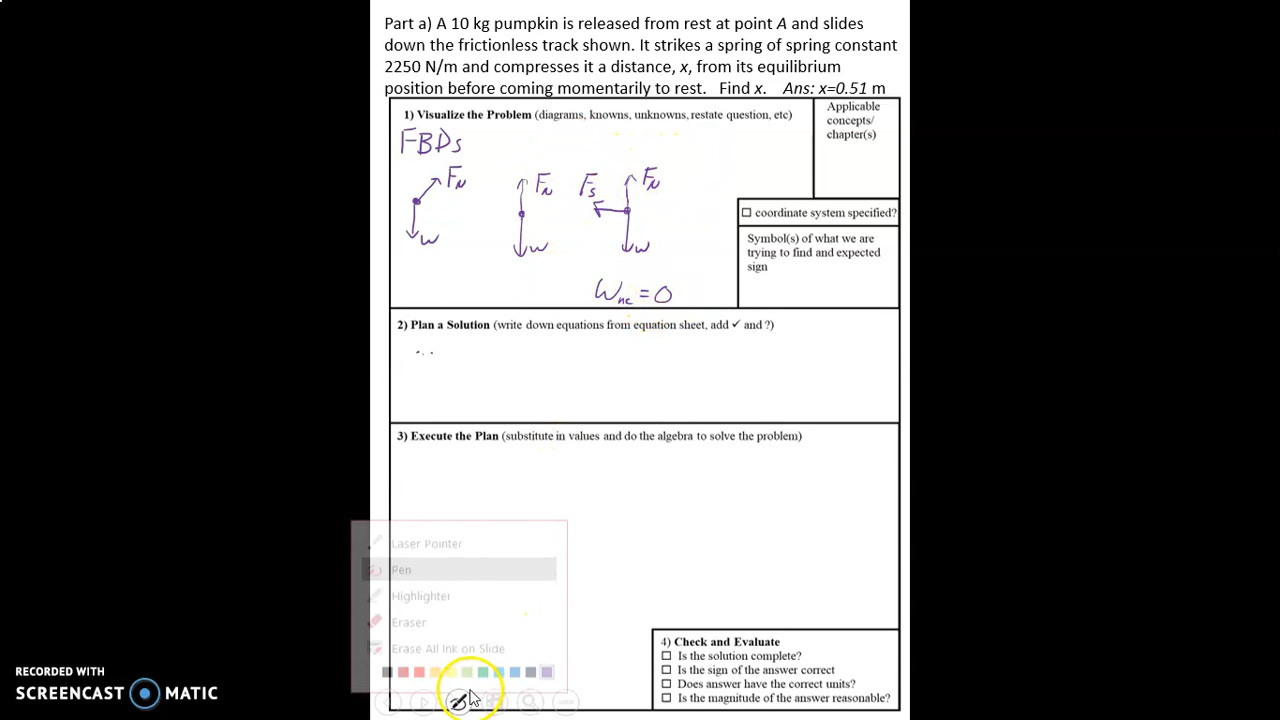 Part a) A 10 kg pumpkin is released from rest at point A and slides
down the frictionless track shown. It strikes a spring of spring constant
2250 N/m and compresses it a distance, x, from its equilibrium
position before coming momentarily to rest. Find x. Ans: x=0.51 m
1) Visualize the Problem (diagrams, knowns, unknowns, restate question, etc)
Applicable
concepts/
chapter(s)
FBDs
FN
W
FN
W
Fs
FN
W
Wnc = 0
☐ coordinate system specified?
Symbol(s) of what we are
trying to find and expected
sign
2) Plan a Solution (write down equations from equation sheet, add ✓ and ?)
3) Execute the Plan (substitute in values and do the algebra to solve the problem)
Laser Pointer
Pen
Highlighter
Eraser
Erase All Ink on Slide
4) Check and Evaluate
☐ Is the solution complete?
☐ Is the sign of the answer correct
☐ Does answer have the correct units?
☐ Is the magnitude of the answer reasonable?
RECORDED WITH
SCREENCAST MATIC